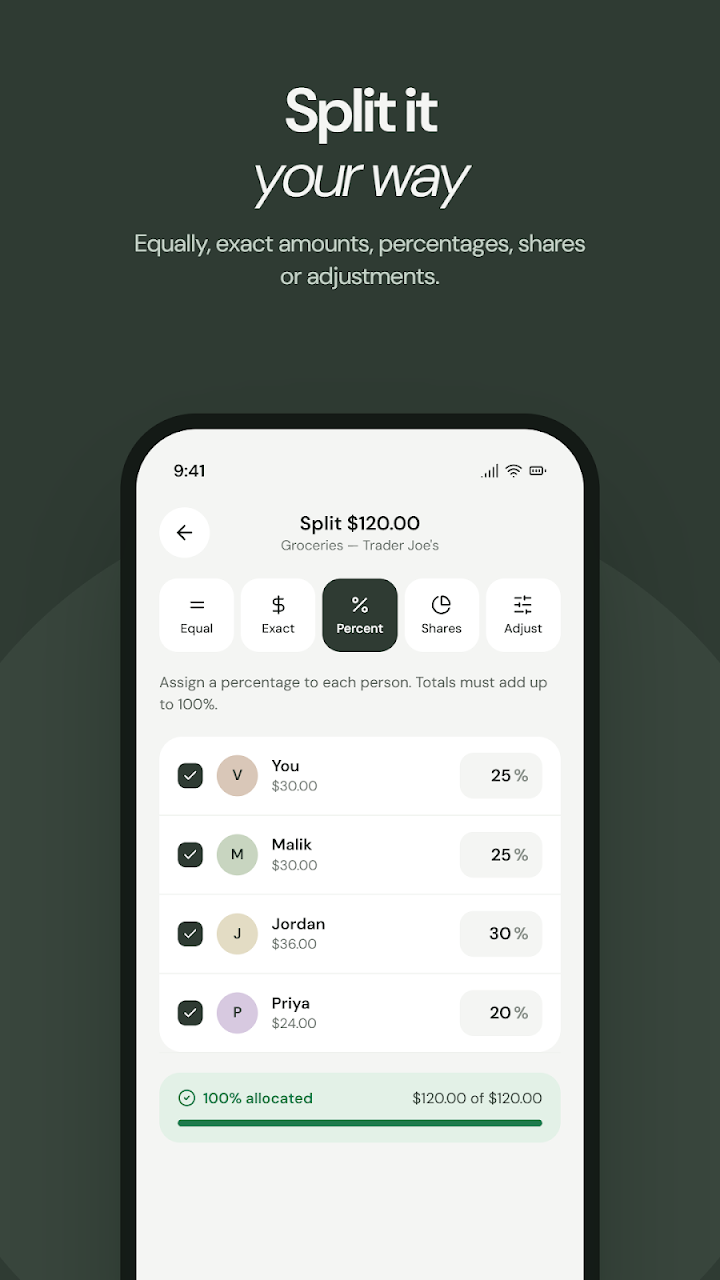 Split it
your way
Equally, exact amounts, percentages, shares
or adjustments.
9:41
Split $120.00
Groceries — Trader Joe's
Equal
Exact
Percent
Shares
Adjust
Assign a percentage to each person. Totals must add up
to 100%.
V
You
$30.00
25 %
M
Malik
$30.00
25 %
J
Jordan
$36.00
30 %
P
Priya
$24.00
20 %
100% allocated
$120.00 of $120.00